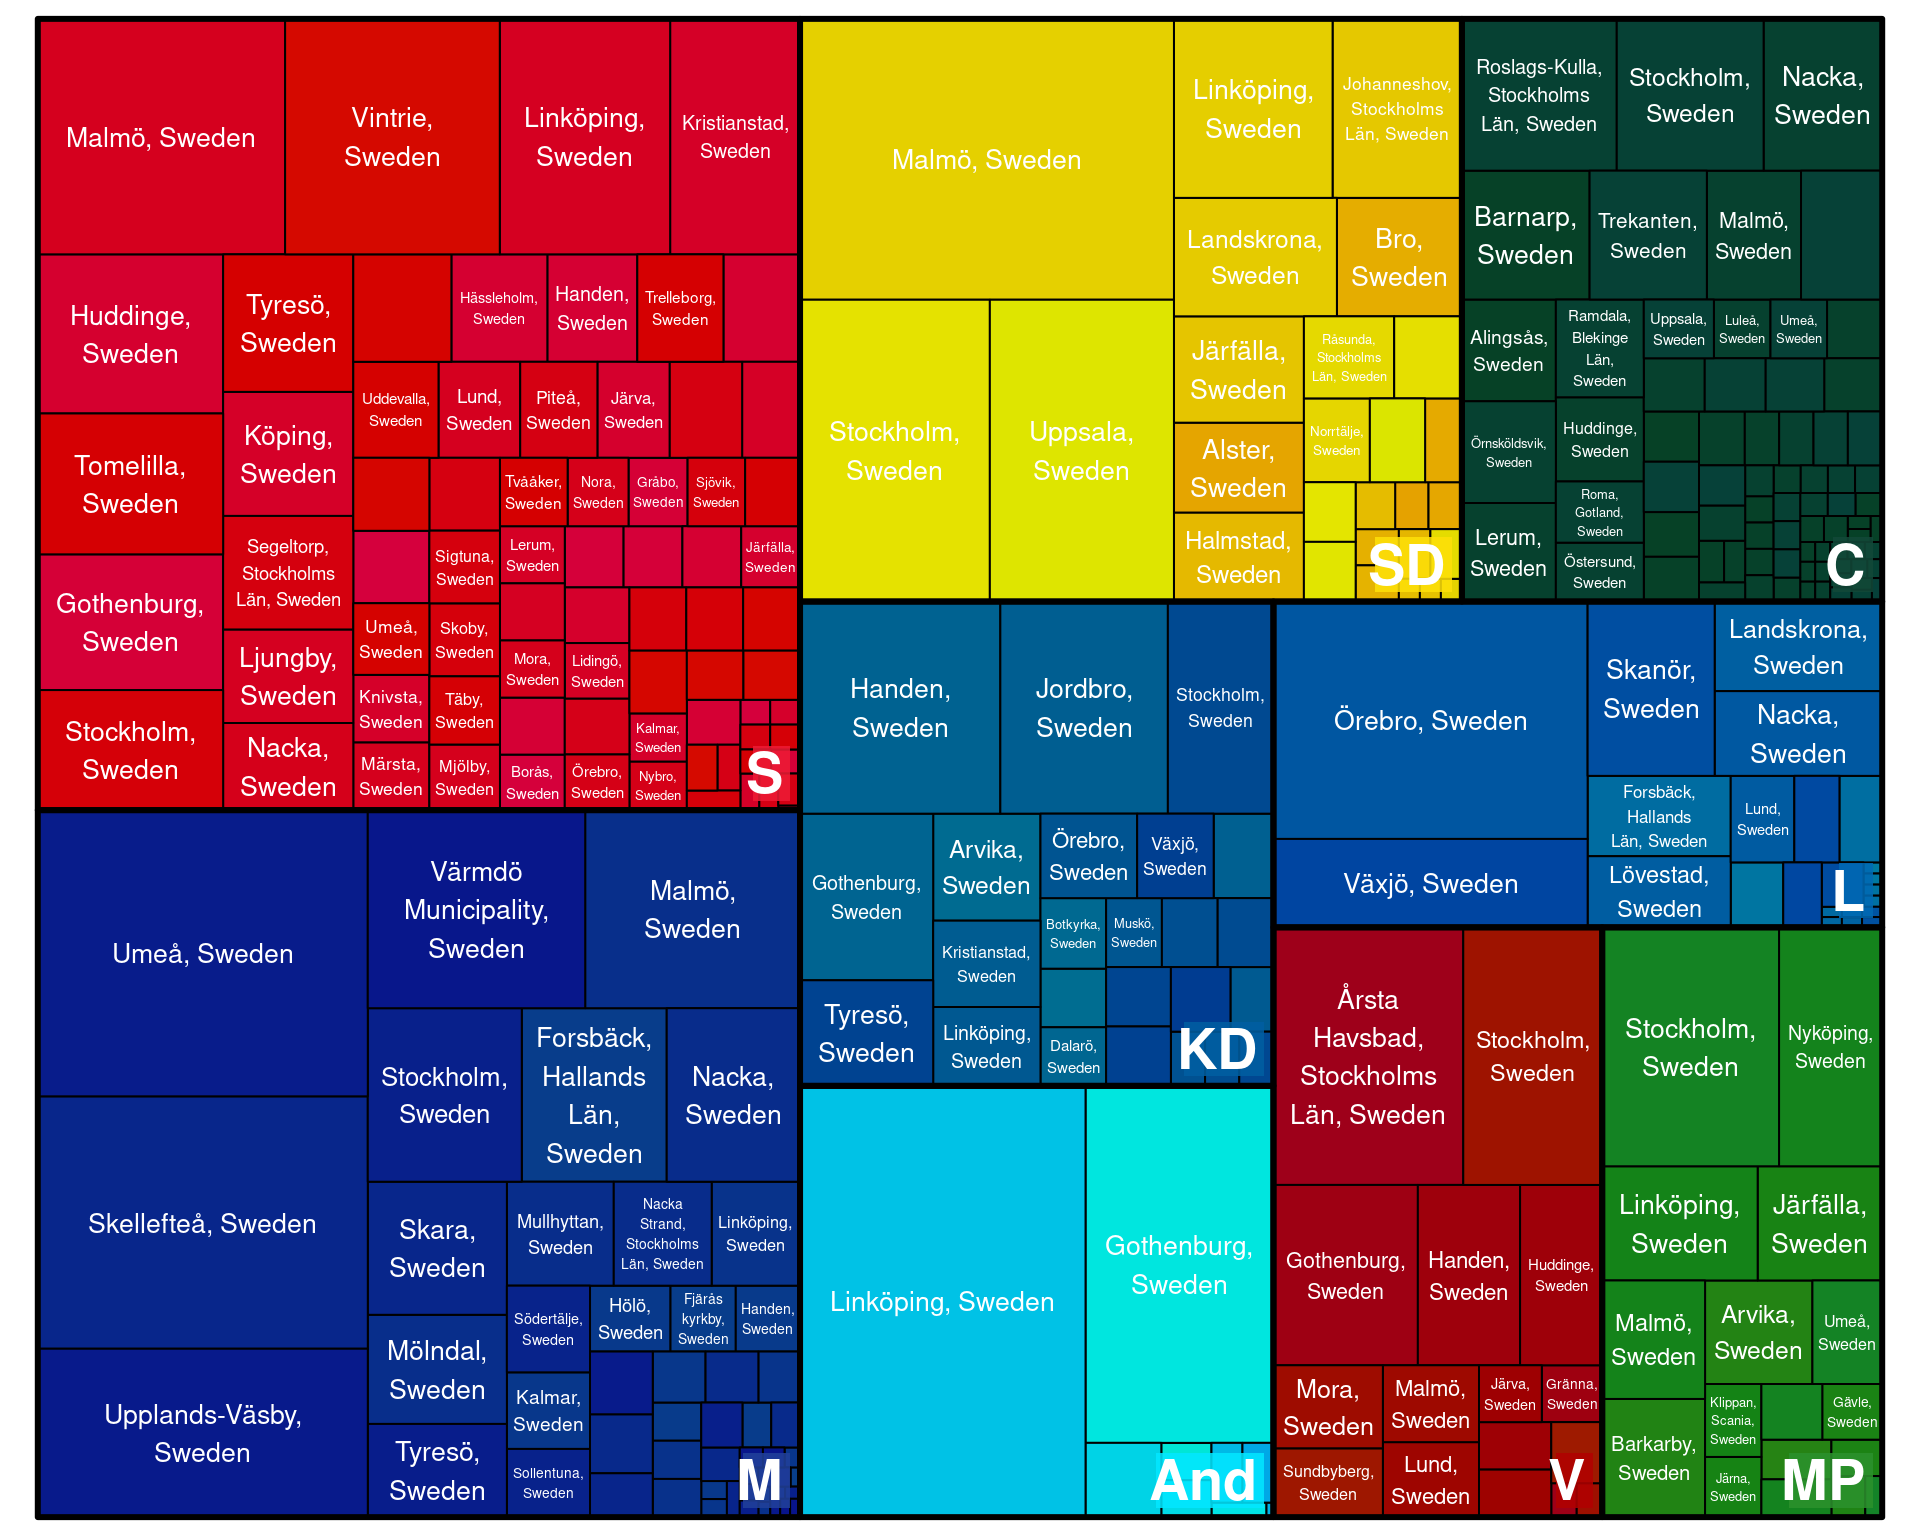 Malmö, Sweden
Vintrie,
Sweden
Linköping,
Sweden
Kristianstad,
Sweden
Huddinge,
Sweden
Tomelilla,
Sweden
Gothenburg,
Sweden
Stockholm,
Sweden
Tyresö,
Sweden
Köping,
Sweden
Segeltorp,
Stockholms
Län, Sweden
Ljungby,
Sweden
Nacka,
Sweden
Hässleholm,
Sweden
Handen,
Sweden
Trelleborg,
Sweden
Uddevalla,
Sweden
Lund,
Sweden
Piteå,
Sweden
Järva,
Sweden
Sigtuna,
Sweden
Umeå,
Sweden
Skoby,
Sweden
Knivsta,
Sweden
Täby,
Sweden
Märsta,
Sweden
Mjölby,
Sweden
Tvååker,
Sweden
Nora,
Sweden
Gråbo,
Sweden
Sjövik,
Sweden
Lerum,
Sweden
Järfälla,
Sweden
Mora,
Sweden
Lidingö,
Sweden
Borås,
Sweden
Örebro,
Sweden
Kalmar,
Sweden
Nybro,
Sweden
S
Malmö, Sweden
Stockholm,
Sweden
Uppsala,
Sweden
Linköping,
Sweden
Johanneshov,
Stockholms
Län, Sweden
Landskrona,
Sweden
Bro,
Sweden
Järfälla,
Sweden
Alster,
Sweden
Halmstad,
Sweden
Råsunda,
Stockholms
Län, Sweden
Norrtälje,
Sweden
SD
Roslags-Kulla,
Stockholms
Län, Sweden
Stockholm,
Sweden
Nacka,
Sweden
Barnarp,
Sweden
Trekanten,
Sweden
Malmö,
Sweden
Alingsås,
Sweden
Örnsköldsvik,
Sweden
Lerum,
Sweden
Ramdala,
Blekinge
Län,
Sweden
Huddinge,
Sweden
Roma,
Gotland,
Sweden
Östersund,
Sweden
Uppsala,
Sweden
Luleå,
Sweden
Umeå,
Sweden
C
Umeå, Sweden
Skellefteå, Sweden
Upplands-Väsby,
Sweden
Värmdö
Municipality,
Sweden
Malmö,
Sweden
Stockholm,
Sweden
Forsbäck,
Hallands
Län,
Sweden
Nacka,
Sweden
Skara,
Sweden
Mölndal,
Sweden
Tyresö,
Sweden
Mullhyttan,
Sweden
Nacka
Strand,
Stockholms
Län, Sweden
Linköping,
Sweden
Södertälje,
Sweden
Kalmar,
Sweden
Sollentuna,
Sweden
Hölö,
Sweden
Fjärås
kyrkby,
Sweden
Handen,
Sweden
M
Handen,
Sweden
Jordbro,
Sweden
Stockholm,
Sweden
Gothenburg,
Sweden
Tyresö,
Sweden
Arvika,
Sweden
Kristianstad,
Sweden
Linköping,
Sweden
Örebro,
Sweden
Växjö,
Sweden
Botkyrka,
Sweden
Muskö,
Sweden
Dalarö,
Sweden
KD
Örebro, Sweden
Växjö, Sweden
Skanör,
Sweden
Landskrona,
Sweden
Nacka,
Sweden
Forsbäck,
Hallands
Län, Sweden
Lövestad,
Sweden
Lund,
Sweden
L
Linköping, Sweden
Gothenburg,
Sweden
And
Årsta
Havsbad,
Stockholms
Län, Sweden
Stockholm,
Sweden
Gothenburg,
Sweden
Handen,
Sweden
Huddinge,
Sweden
Mora,
Sweden
Sundbyberg,
Sweden
Malmö,
Sweden
Lund,
Sweden
Järva,
Sweden
Gränna,
Sweden
V
Stockholm,
Sweden
Nyköping,
Sweden
Linköping,
Sweden
Järfälla,
Sweden
Malmö,
Sweden
Barkarby,
Sweden
Arvika,
Sweden
Umeå,
Sweden
Klippan,
Scania,
Sweden
Järna,
Sweden
Gävle,
Sweden
MP